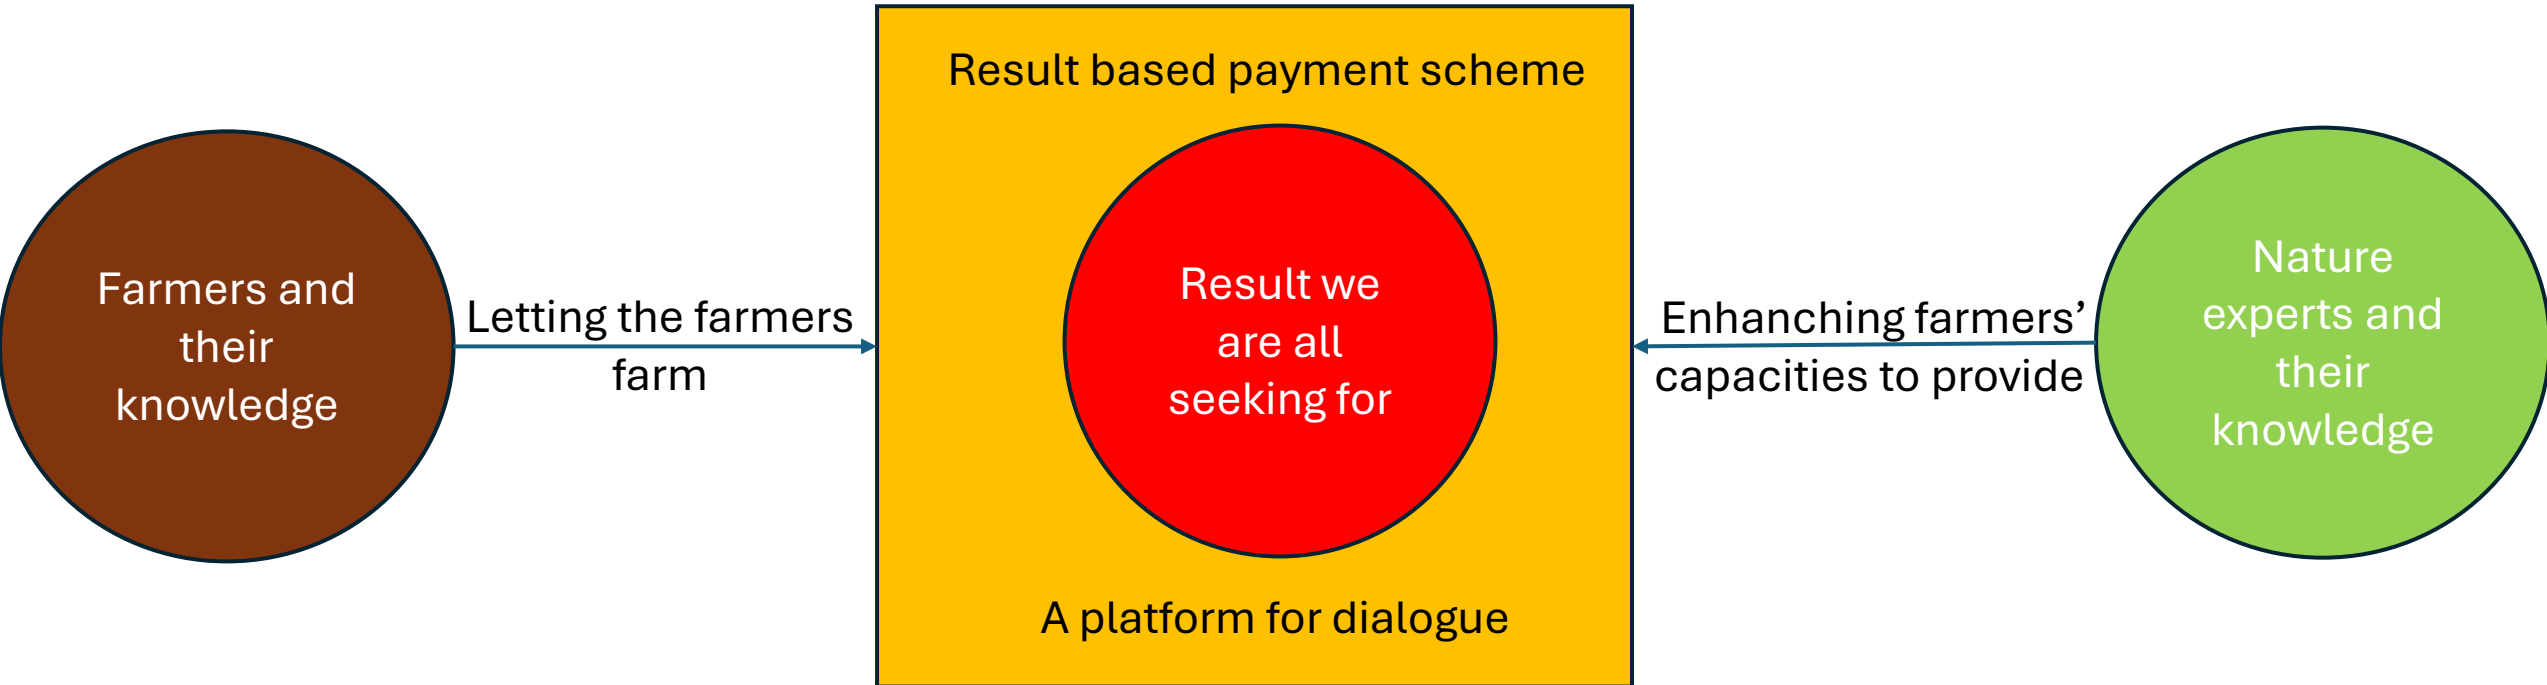 Result based payment scheme
Farmers and
their
knowledge
Letting the farmers
farm
Result we
are all
seeking for
Enhanching farmers’
capacities to provide
Nature
experts and
their
knowledge
A platform for dialogue